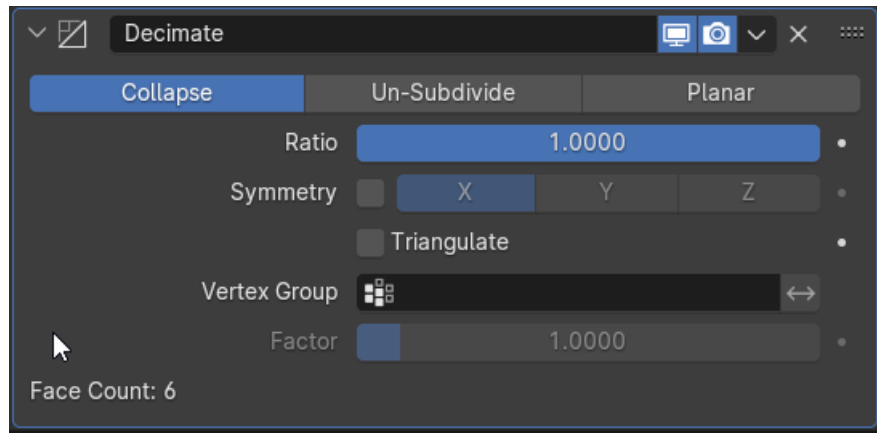 Decimate
Collapse Un-Subdivide Planar
Ratio 1.0000
Symmetry X Y Z
Triangulate
Vertex Group
Factor 1.0000
Face Count: 6